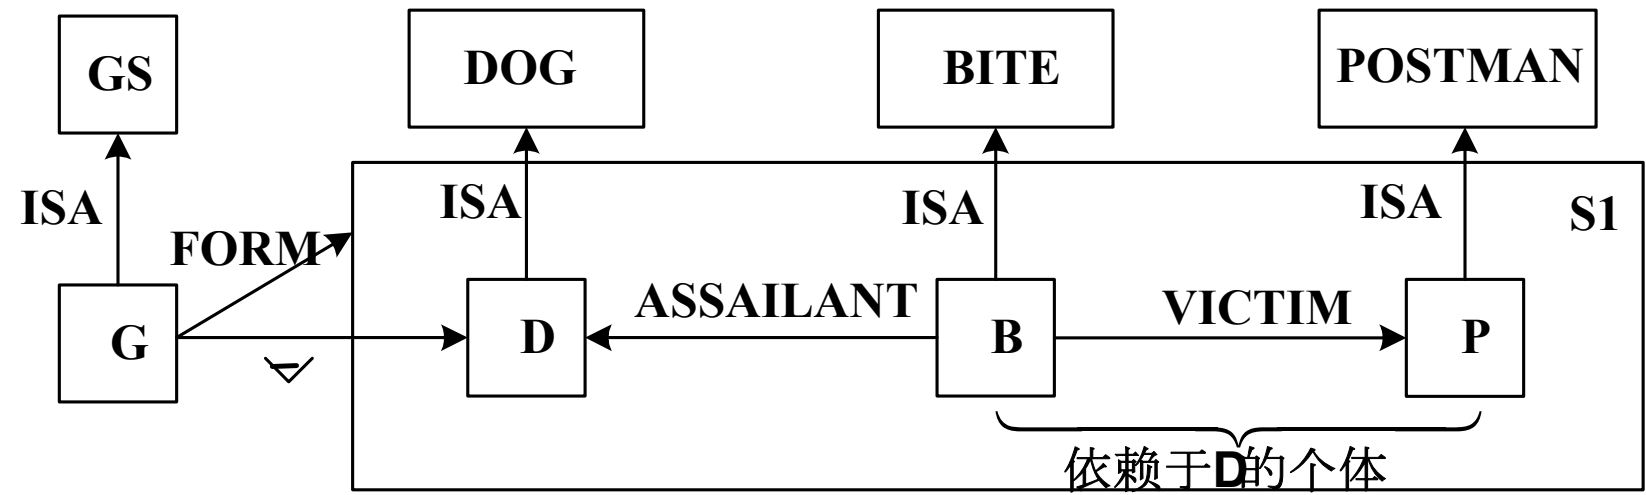 GS
DOG
BITE
POSTMAN
ISA
ISA
ISA
ISA
S1
FORM
G
D
ASSAILANT
B
VICTIM
P
∀
依赖于D的个体